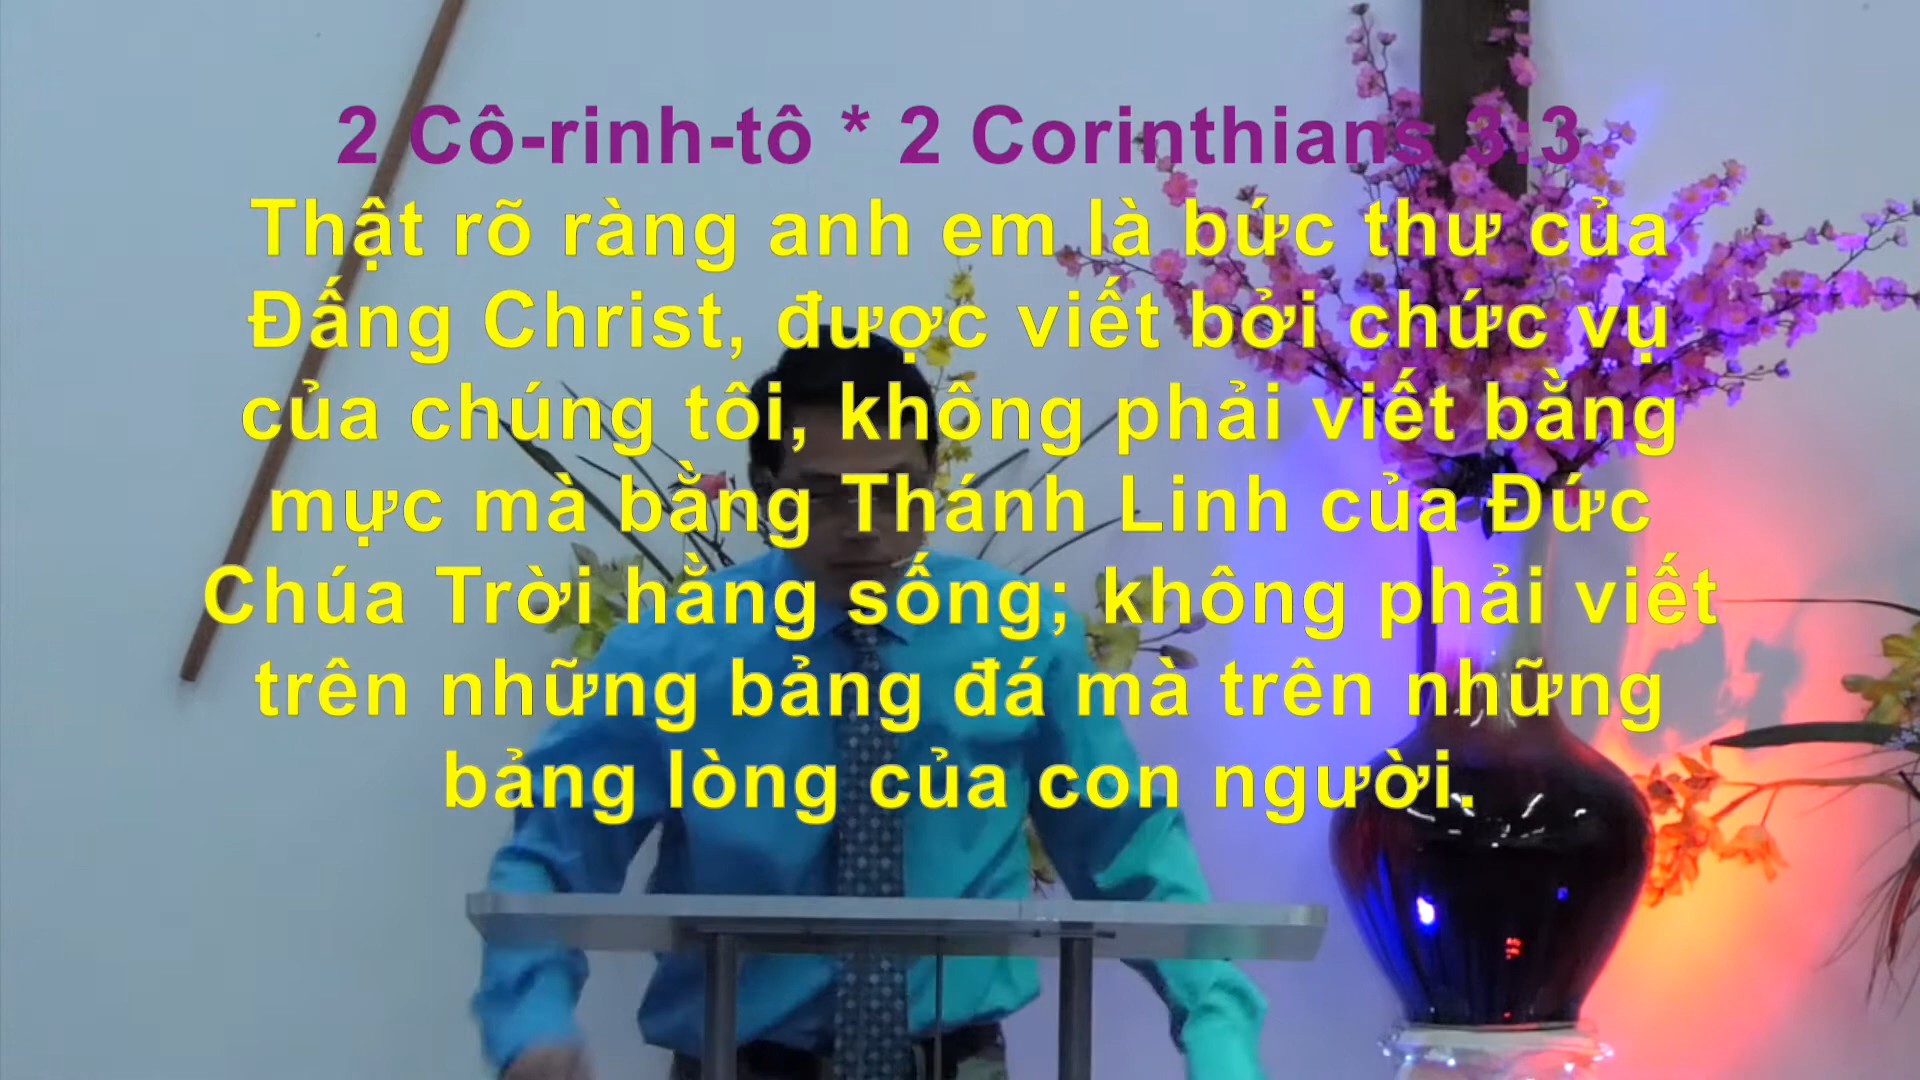 2 Cô-rinh-tô * 2 Corinthians 3:3
Thật rõ ràng anh em là bức thư của
Đấng Christ, được viết bởi chức vụ
của chúng tôi, không phải viết bằng
mực mà bằng Thánh Linh của Đức
Chúa Trời hằng sống; không phải viết
trên những bảng đá mà trên những
bảng lòng của con người.